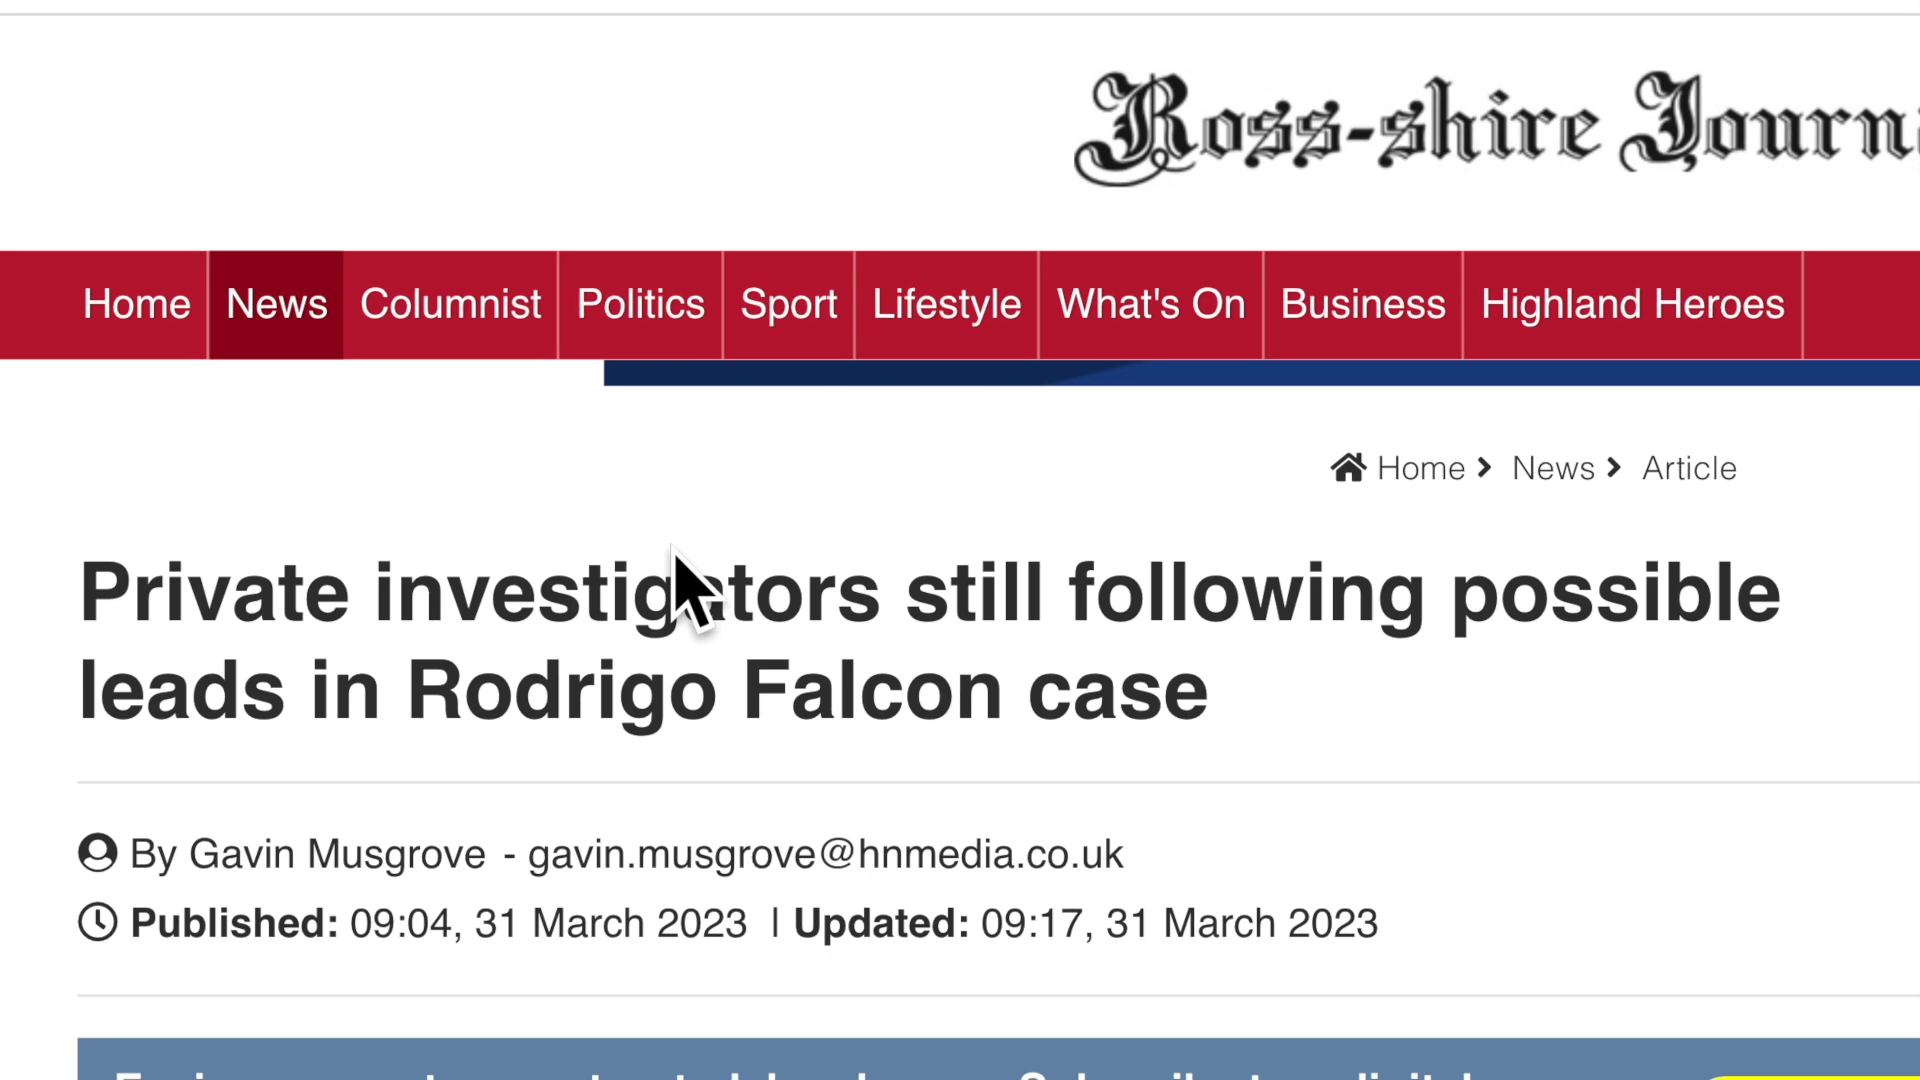 Ross-shire Journ
Home News Columnist Politics Sport Lifestyle What's On Business Highland Heroes
Home News Article
Private investigators still following possible
leads in Rodrigo Falcon case
By Gavin Musgrove - gavin.musgrove@hnmedia.co.uk
Published: 09:04, 31 March 2023 | Updated: 09:17, 31 March 2023